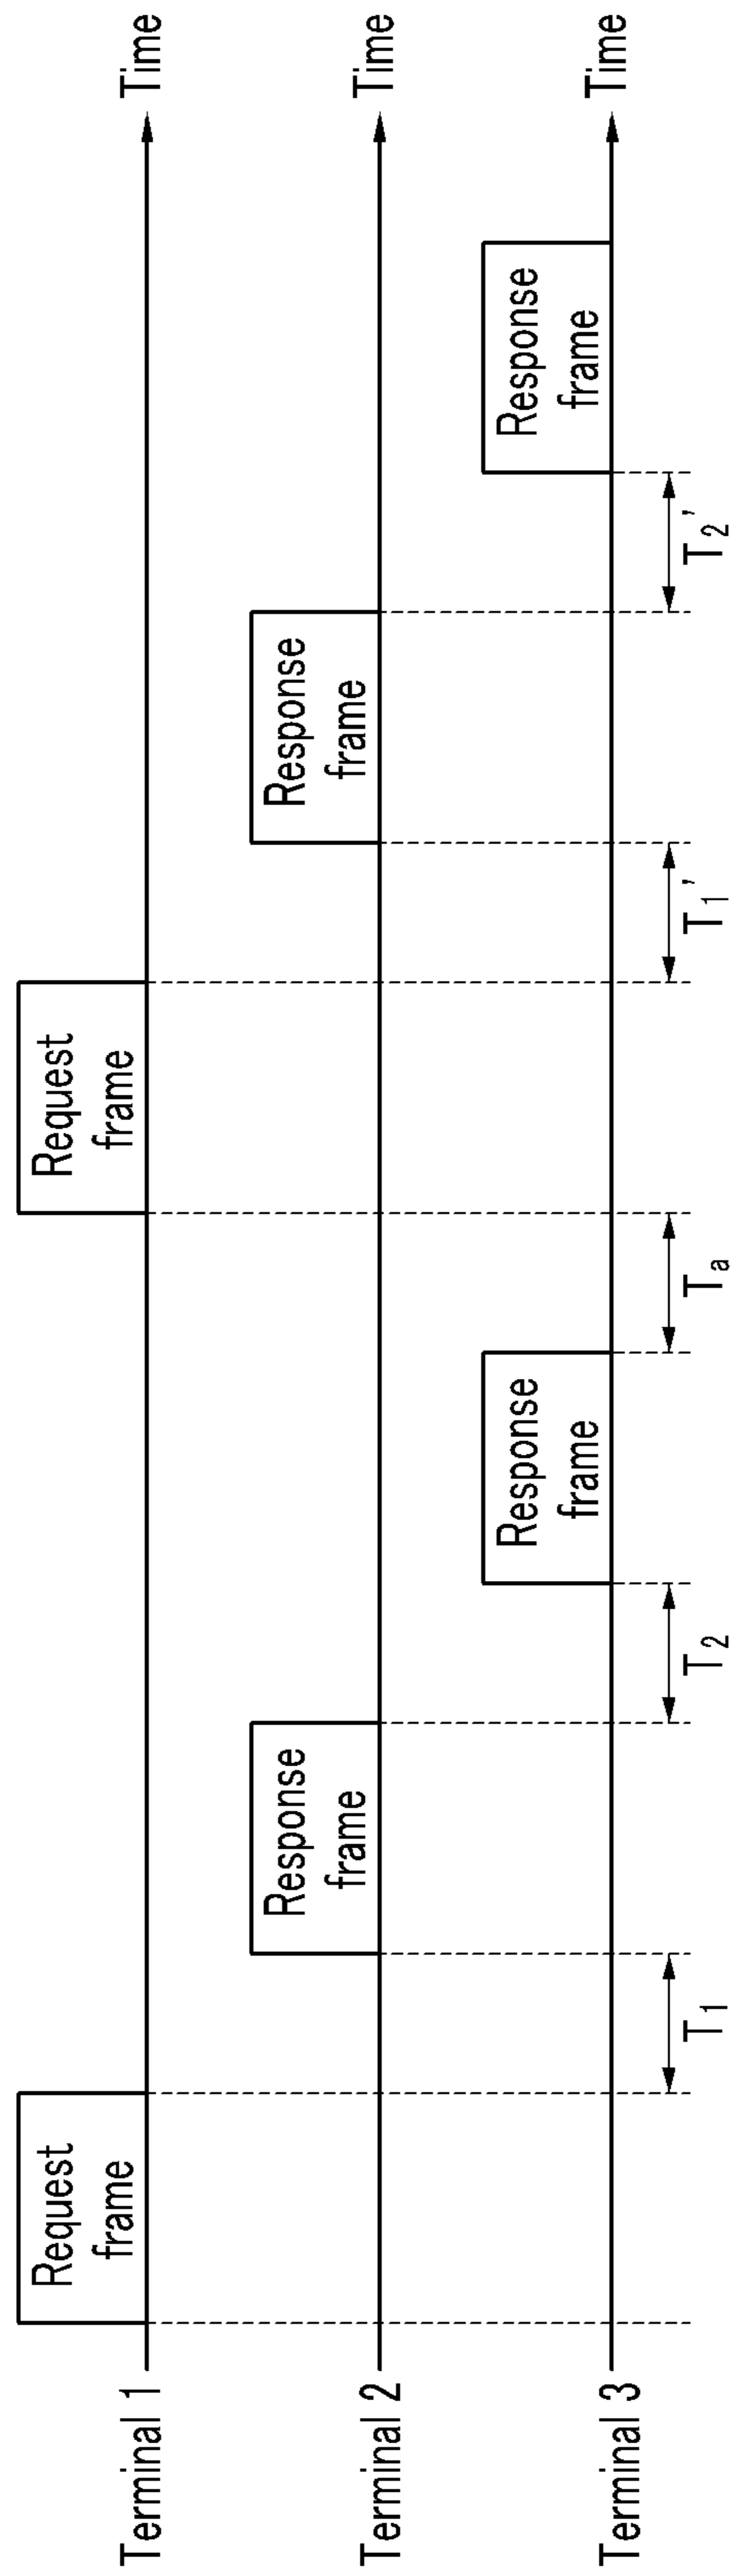 Terminal 1
Request
frame
Request
frame
Time
Terminal 2
Response
frame
Response
frame
Time
Terminal 3
Response
frame
Response
frame
Time
T1
T2
Ta
T1'
T2'